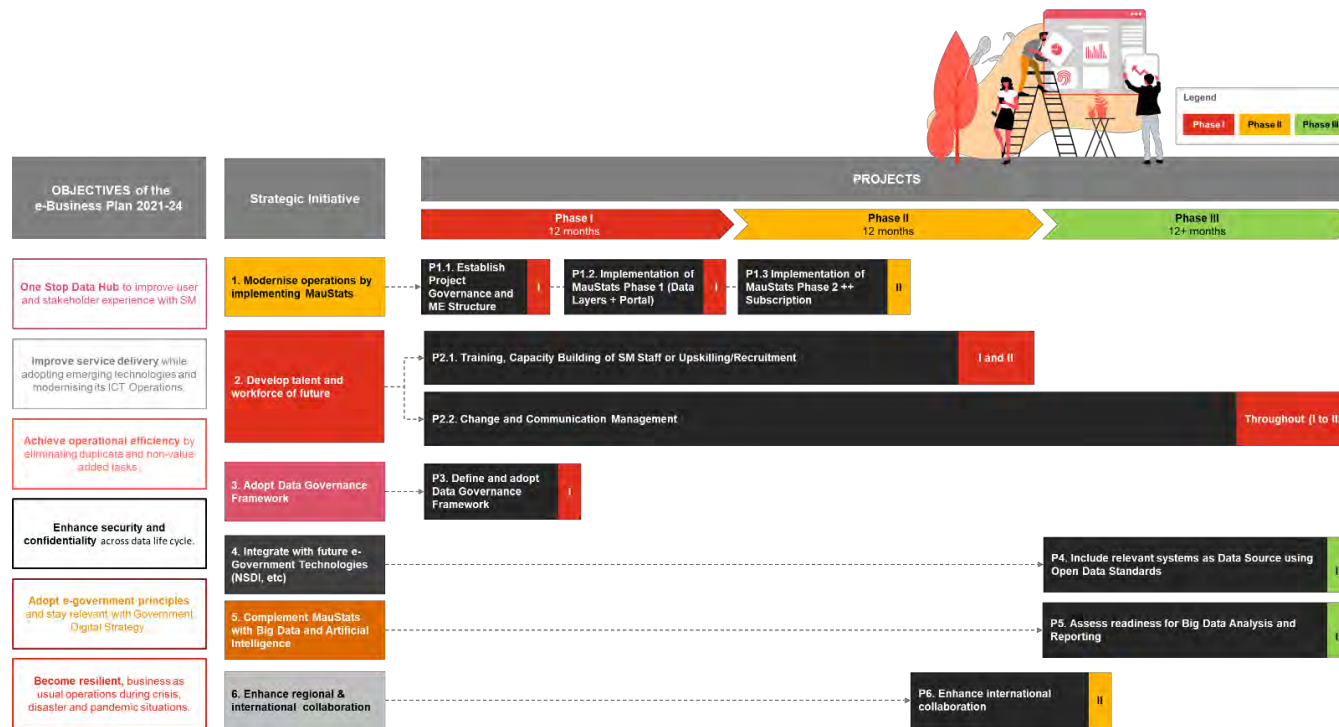 Legend
Phase I
Phase II
Phase III
OBJECTIVES of the
e-Business Plan 2021-24
Strategic Initiative
PROJECTS
Phase I
12 months
Phase II
12 months
Phase III
12+ months
One Stop Data Hub to improve user
and stakeholder experience with SM
1. Modernise operations by
implementing MauStats
P1.1. Establish
Project
Governance and
ME Structure
I
P1.2. Implementation of
MauStats Phase 1 (Data
Layers + Portal)
I
P1.3 Implementation of
MauStats Phase 2 ++
Subscription
II
Improve service delivery while
adopting emerging technologies and
modernising its ICT Operations.
2. Develop talent and
workforce of future
P2.1. Training, Capacity Building of SM Staff or Upskilling/Recruitment
I and II
P2.2. Change and Communication Management
Throughout (I to III
Achieve operational efficiency by
eliminating duplicate and non-value
added tasks.
3. Adopt Data Governance
Framework
P3. Define and adopt
Data Governance
Framework
I
Enhance security and
confidentiality across data life cycle.
4. Integrate with future e-
Government Technologies
(NSDI, etc)
P4. Include relevant systems as Data Source using
Open Data Standards
Adopt e-government principles
and stay relevant with Government
Digital Strategy.
5. Complement MauStats
with Big Data and Artificial
Intelligence
P5. Assess readiness for Big Data Analysis and
Reporting
Become resilient, business as
usual operations during crisis,
disaster and pandemic situations.
6. Enhance regional &
international collaboration
P6. Enhance international
collaboration
II